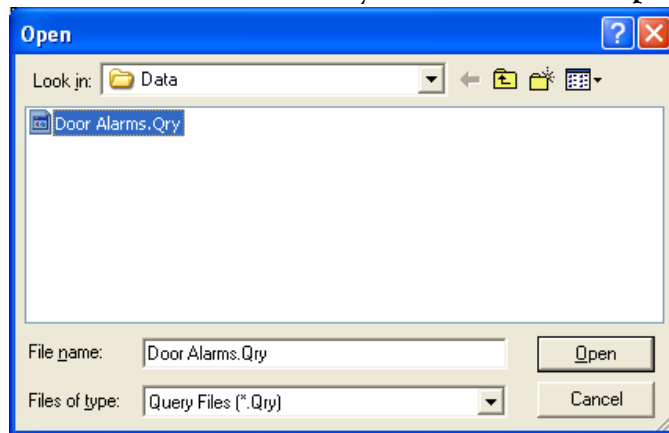 Open
Look in: Data
Door Alarms.Qry
File name: Door Alarms.Qry Open
Files of type: Query Files (*.Qry) Cancel